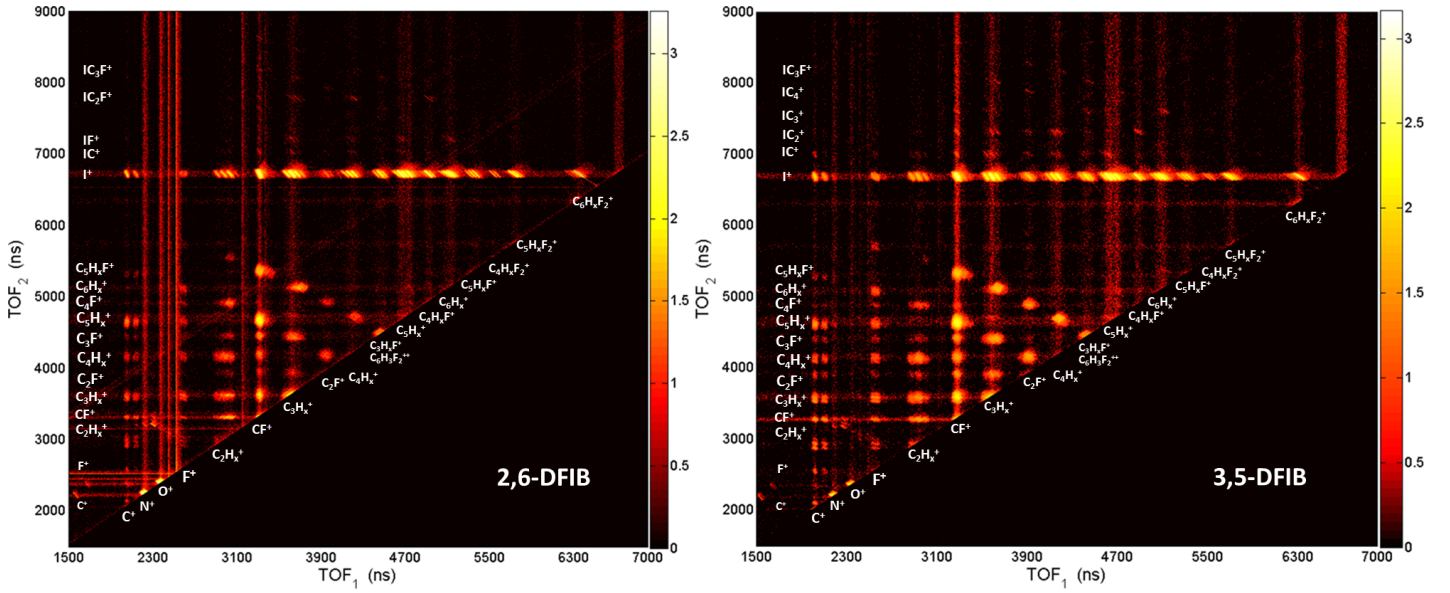 9000
8000
7000
6000
5000
4000
3000
2000
TOF₂ (ns)
IC₃F⁺
IC₂F⁺
IF⁺
IC⁺
I⁺
C₅HₓF⁺
C₆Hₓ⁺
C₄F⁺
C₅Hₓ⁺
C₃F⁺
C₄Hₓ⁺
C₂F⁺
C₃Hₓ⁺
CF⁺
C₂Hₓ⁺
F⁺
C⁺
C₆HₓF₂⁺
C₅HₓF₂⁺
C₄HₓF₂⁺
C₅HₓF⁺
C₆Hₓ⁺
C₄HₓF⁺
C₅Hₓ⁺
C₃HₓF⁺
C₆H₃F₂⁺⁺
C₄Hₓ⁺
C₂F⁺
C₃Hₓ⁺
CF⁺
C₂Hₓ⁺
F⁺
O⁺
N⁺
C⁺
2,6-DFIB
1500 2300 3100 3900 4700 5500 6300 7000
TOF₁ (ns)
3
2.5
2
1.5
1
0.5
0
9000
8000
7000
6000
5000
4000
3000
2000
TOF₂ (ns)
IC₃F⁺
IC₄⁺
IC₃⁺
IC₂⁺
IC⁺
I⁺
C₅HₓF⁺
C₆Hₓ⁺
C₄F⁺
C₅Hₓ⁺
C₃F⁺
C₄Hₓ⁺
C₂F⁺
C₃Hₓ⁺
CF⁺
C₂Hₓ⁺
F⁺
C⁺
C₆HₓF₂⁺
C₅HₓF₂⁺
C₄HₓF₂⁺
C₅HₓF⁺
C₆Hₓ⁺
C₄HₓF⁺
C₅Hₓ⁺
C₃HₓF⁺
C₆H₃F₂⁺⁺
C₄Hₓ⁺
C₂F⁺
C₃Hₓ⁺
CF⁺
C₂Hₓ⁺
F⁺
O⁺
N⁺
C⁺
3,5-DFIB
1500 2300 3100 3900 4700 5500 6300 7000
TOF₁ (ns)
3
2.5
2
1.5
1
0.5
0